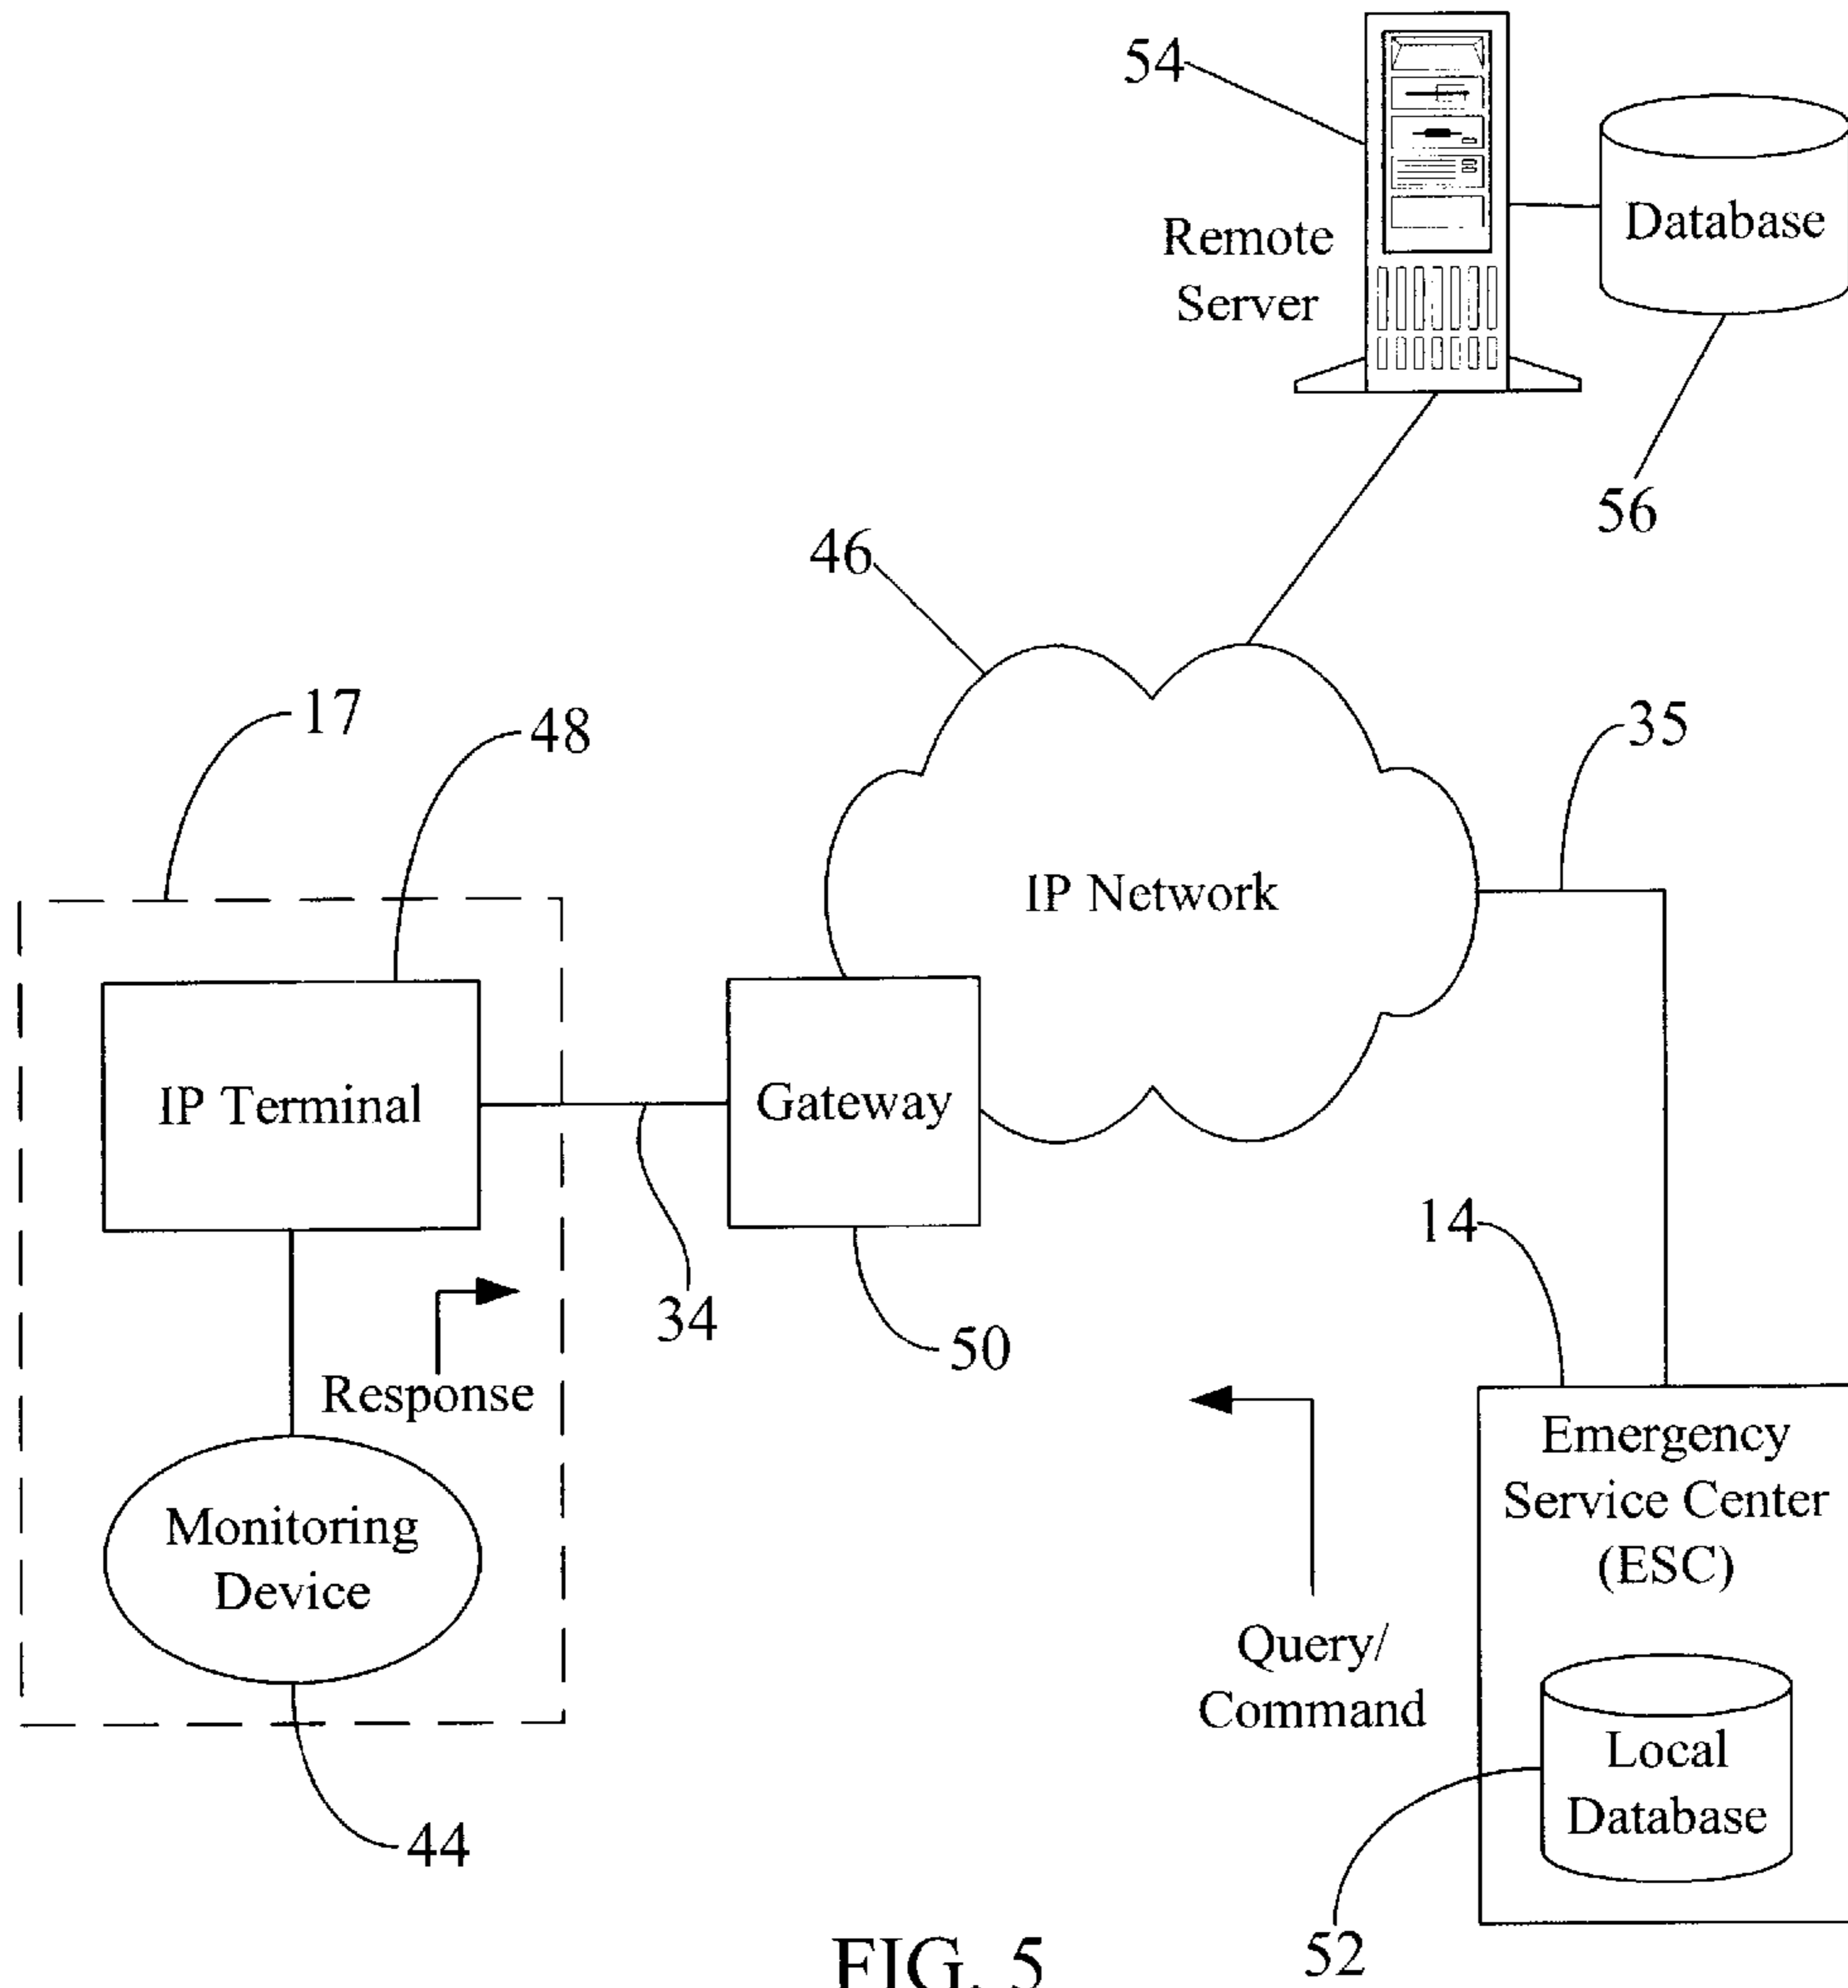 54
Remote
Server
Database
56
46
17
48
35
IP Network
IP Terminal
Gateway
14
34
50
Response
Emergency
Service Center
(ESC)
Monitoring
Device
Query/
Command
Local
Database
44
52
FIG. 5